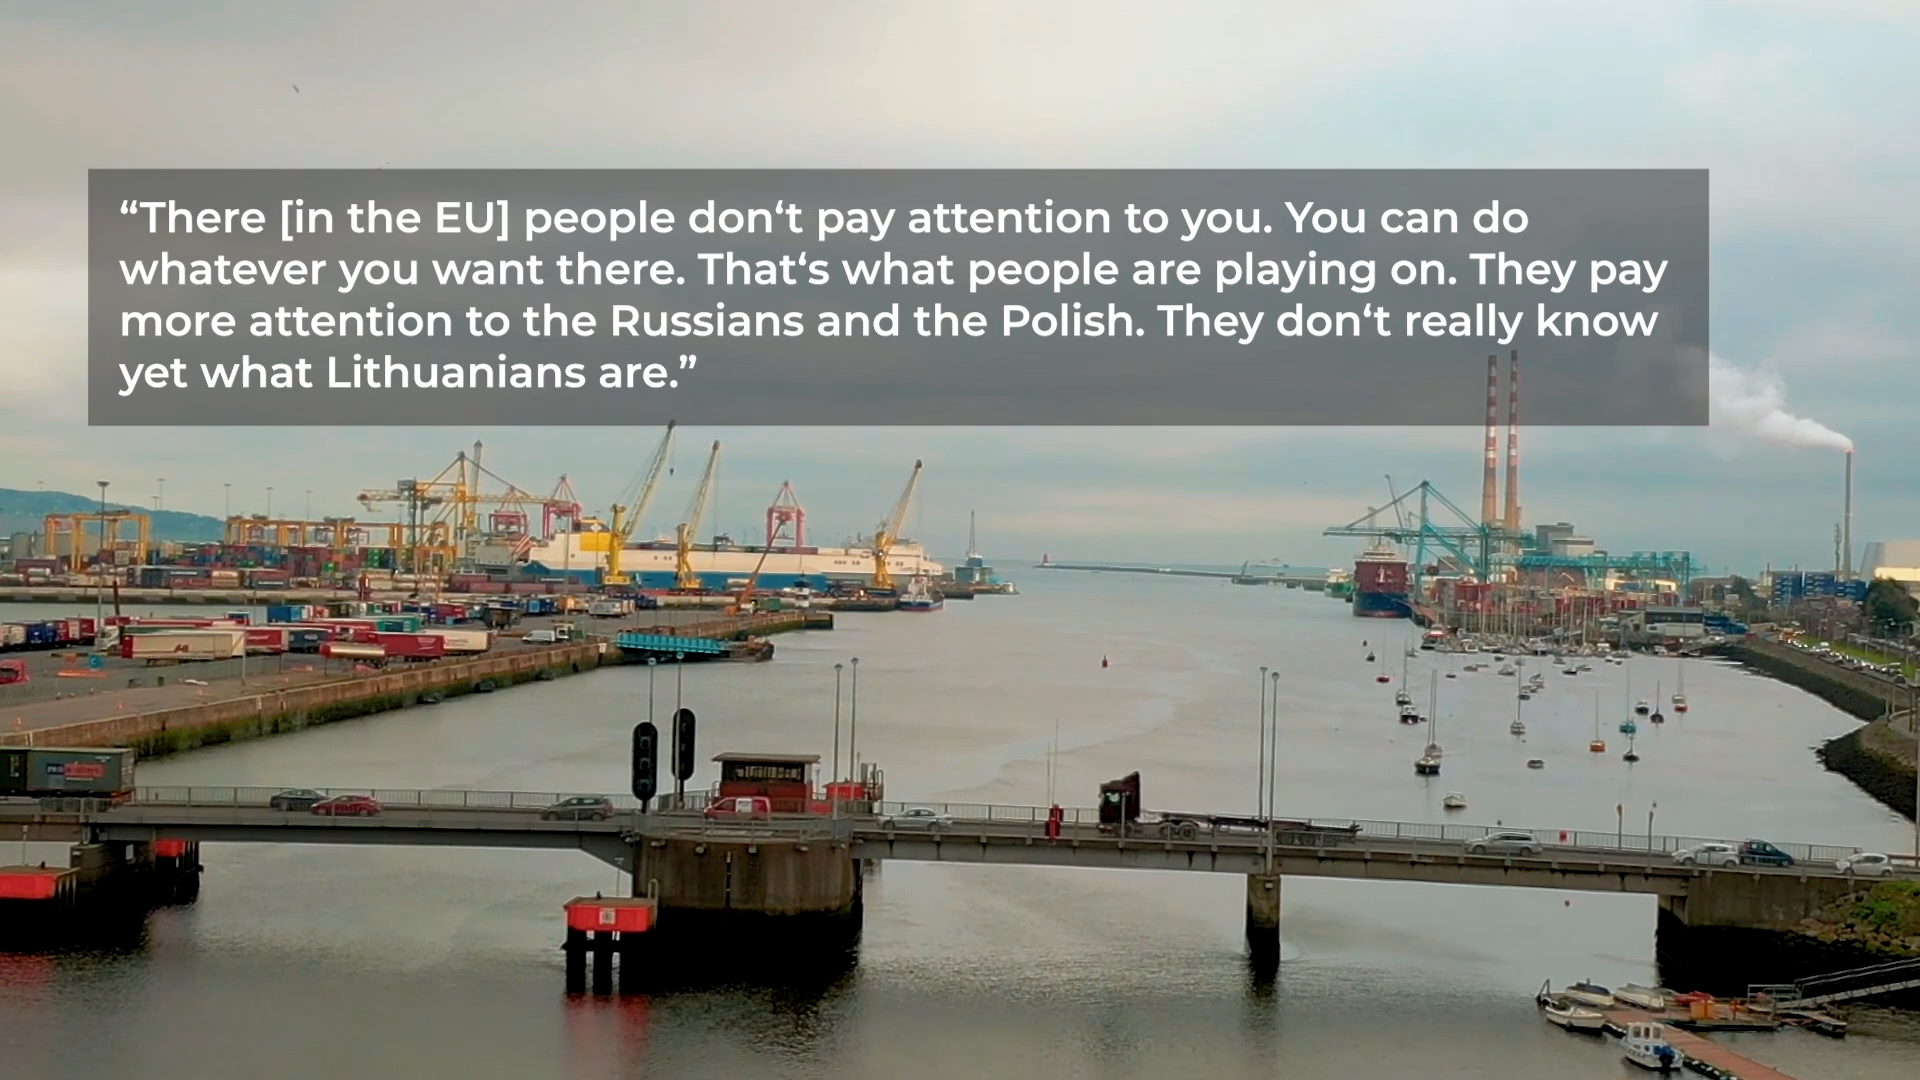 “There [in the EU] people don‘t pay attention to you. You can do
whatever you want there. That‘s what people are playing on. They pay
more attention to the Russians and the Polish. They don‘t really know
yet what Lithuanians are.”